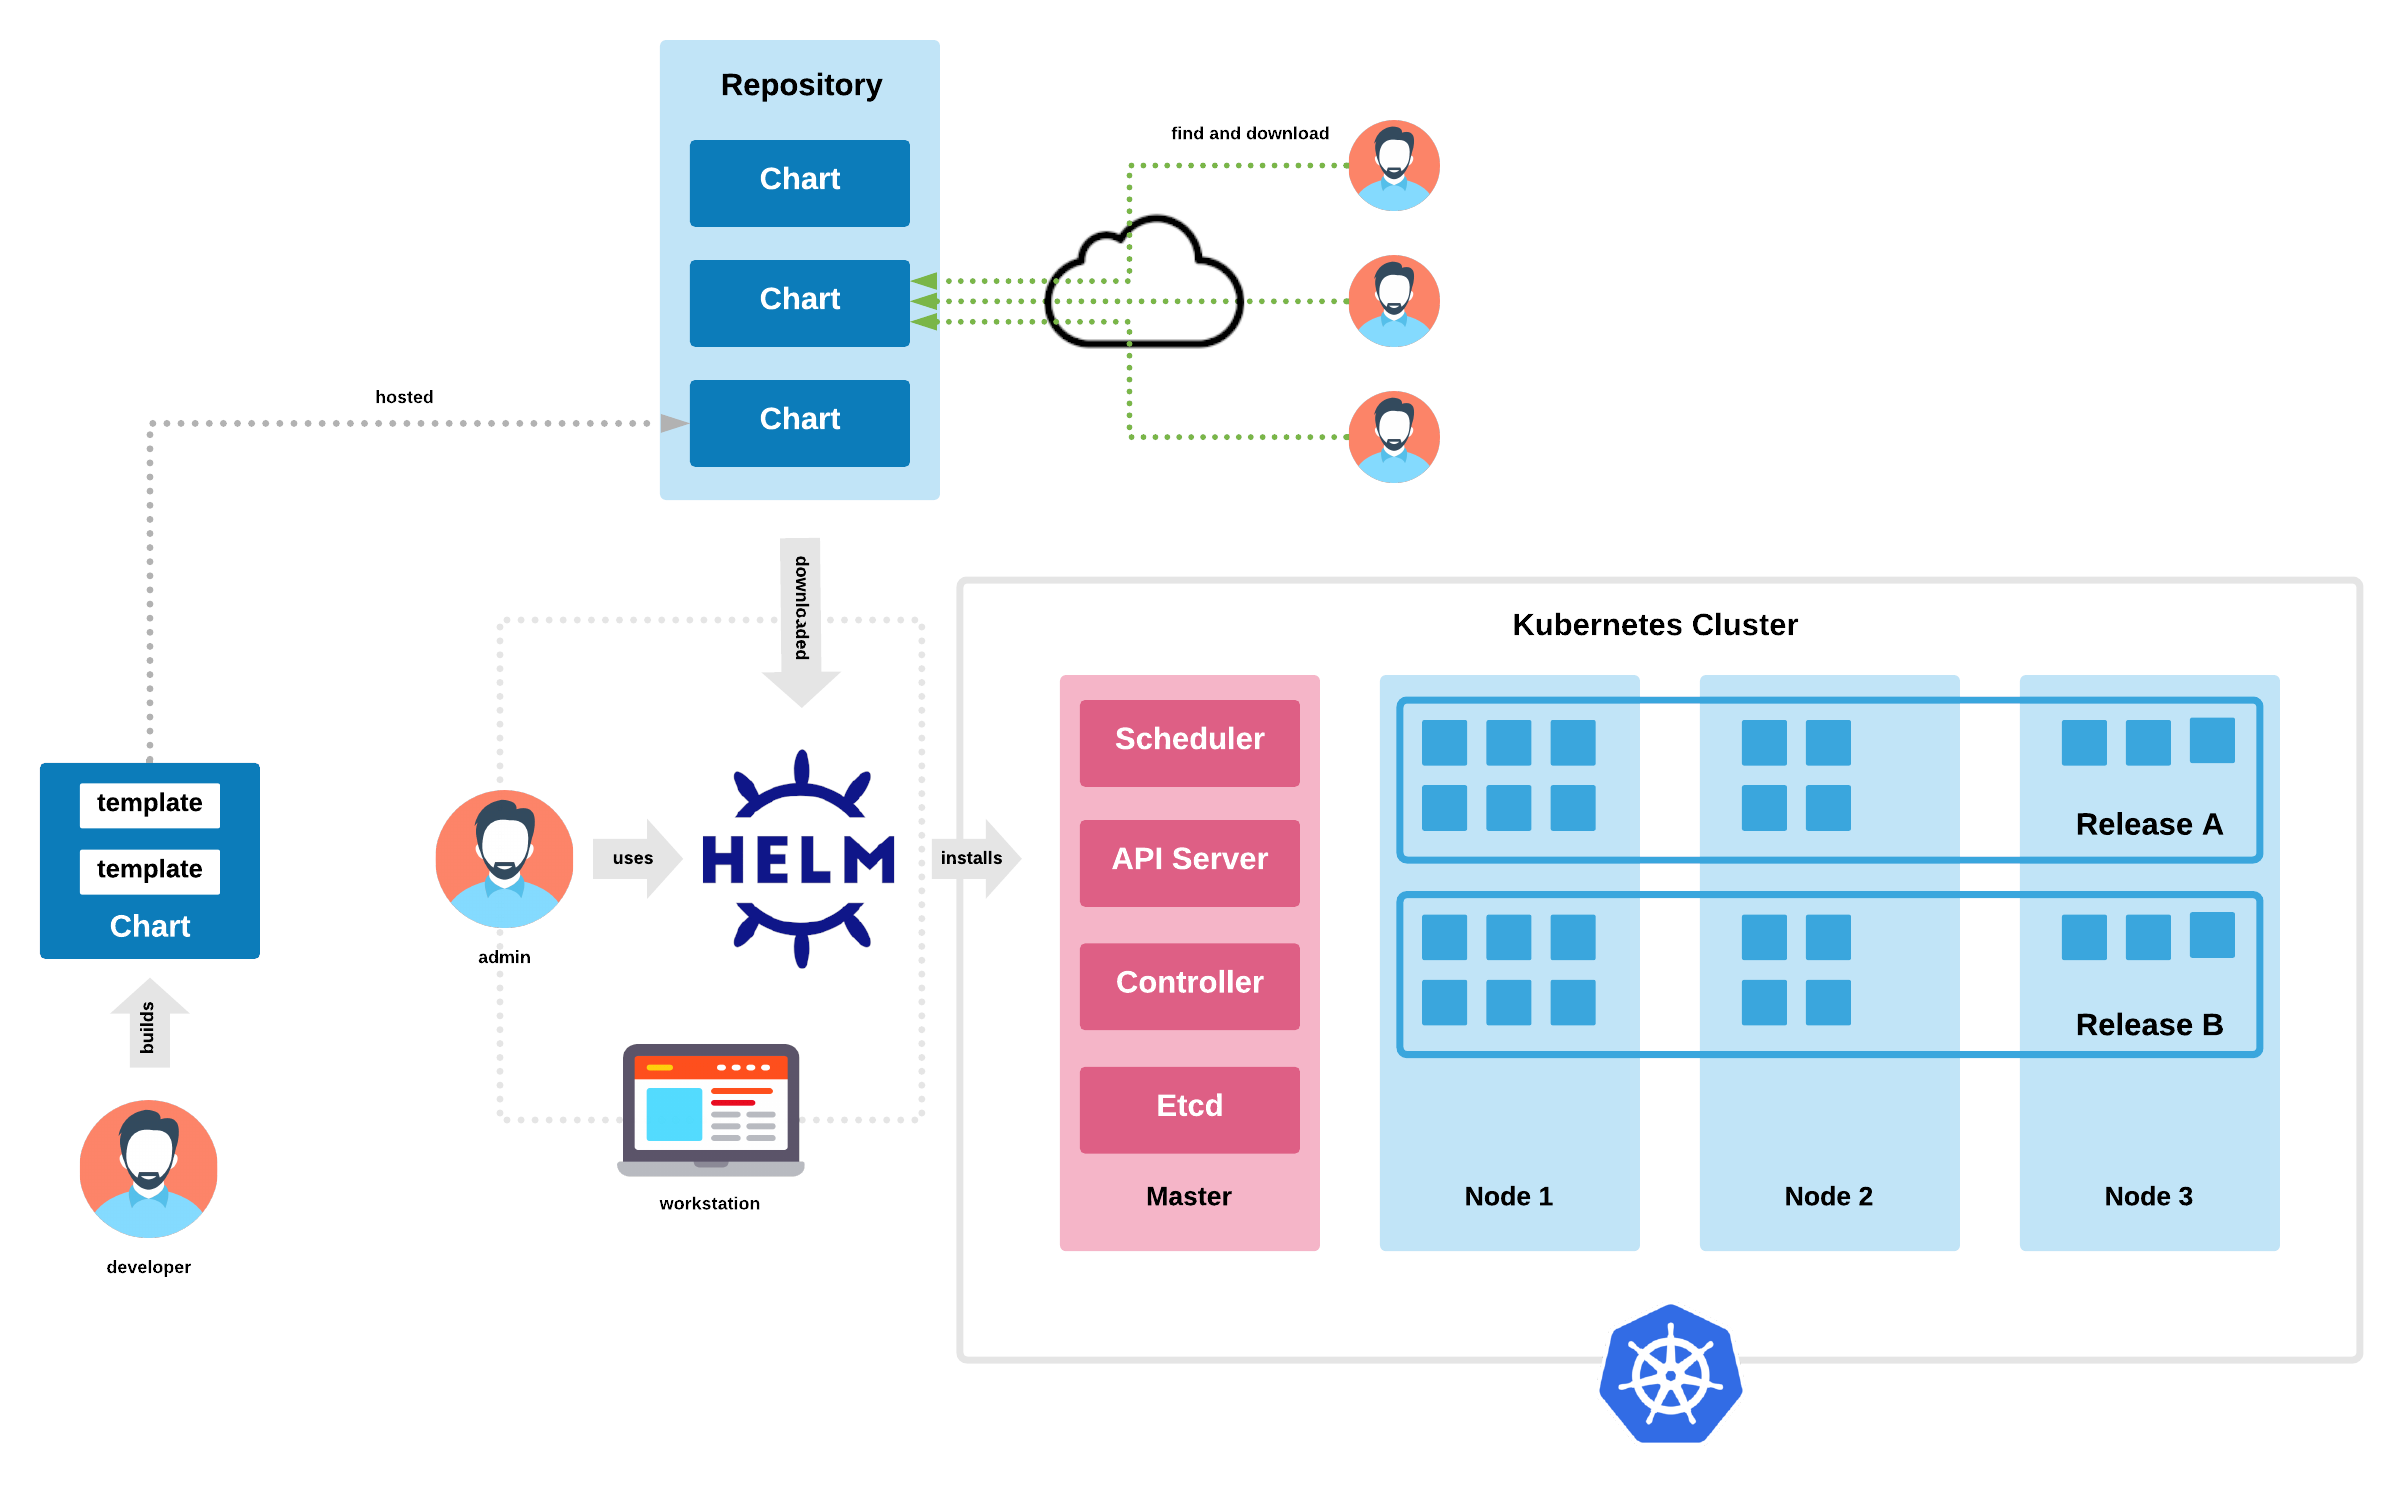 Repository
Chart
Chart
Chart
find and download
hosted
downloaded
template
template
Chart
builds
developer
admin
uses
HELM
installs
workstation
Kubernetes Cluster
Scheduler
API Server
Controller
Etcd
Master
Release A
Release B
Node 1
Node 2
Node 3